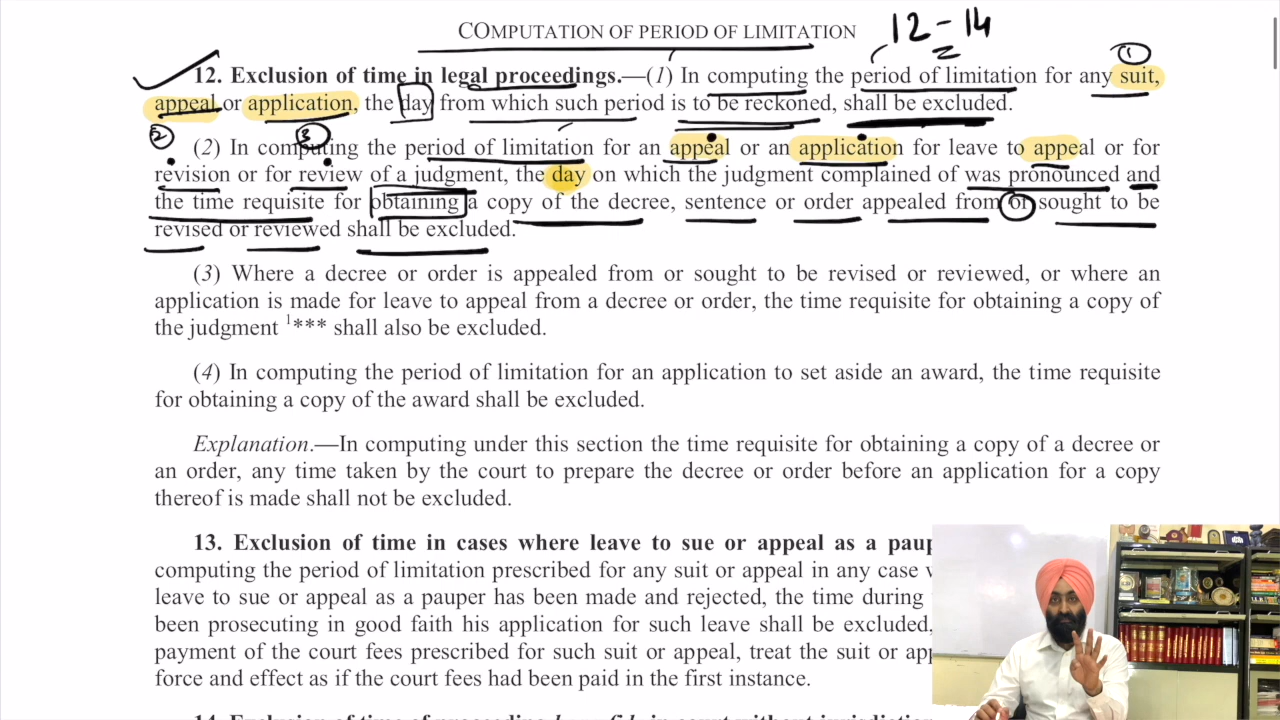 COMPUTATION OF PERIOD OF LIMITATION
12 - 14
12. Exclusion of time in legal proceedings.—(1) In computing the period of limitation for any suit,
1
appeal or application, the day from which such period is to be reckoned, shall be excluded.
2 3
(2) In computing the period of limitation for an appeal or an application for leave to appeal or for
revision or for review of a judgment, the day on which the judgment complained of was pronounced and
the time requisite for obtaining a copy of the decree, sentence or order appealed from or sought to be
revised or reviewed shall be excluded.
(3) Where a decree or order is appealed from or sought to be revised or reviewed, or where an
application is made for leave to appeal from a decree or order, the time requisite for obtaining a copy of
the judgment 1*** shall also be excluded.
(4) In computing the period of limitation for an application to set aside an award, the time requisite
for obtaining a copy of the award shall be excluded.
Explanation.—In computing under this section the time requisite for obtaining a copy of a decree or
an order, any time taken by the court to prepare the decree or order before an application for a copy
thereof is made shall not be excluded.
13. Exclusion of time in cases where leave to sue or appeal as a paup
computing the period of limitation prescribed for any suit or appeal in any case
leave to sue or appeal as a pauper has been made and rejected, the time during
been prosecuting in good faith his application for such leave shall be excluded,
payment of the court fees prescribed for such suit or appeal, treat the suit or app
force and effect as if the court fees had been paid in the first instance.
14. Exclusion of time of proceeding bona fide in court without jurisdiction